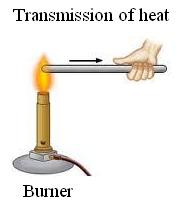 Transmission of heat
Burner